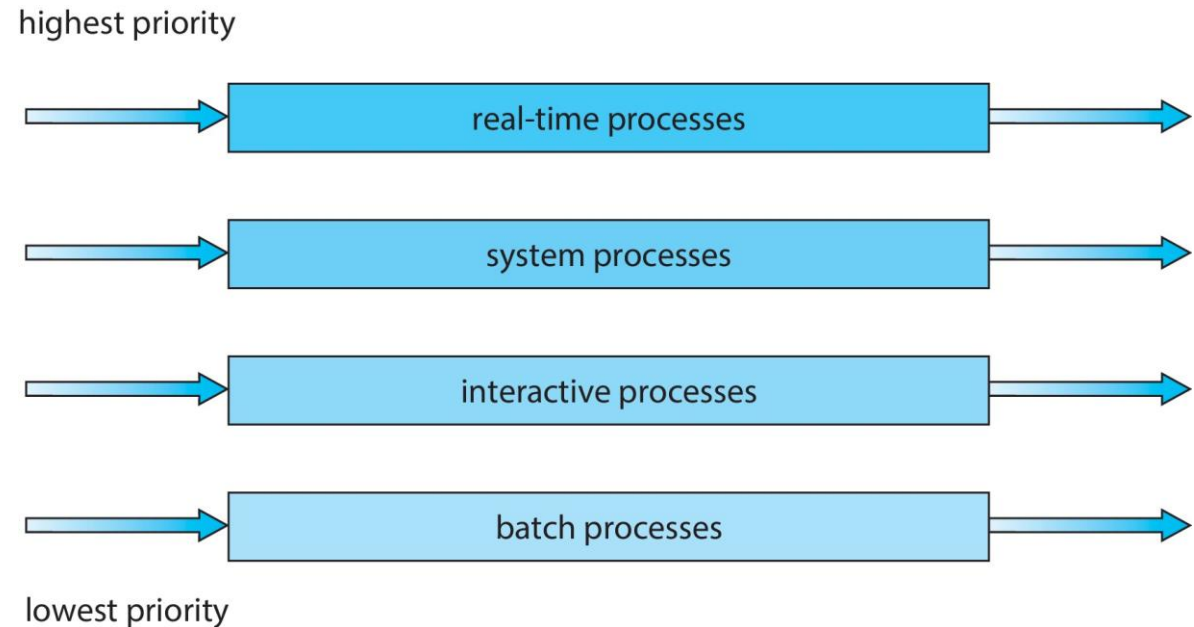 highest priority
real-time processes
system processes
interactive processes
batch processes
lowest priority